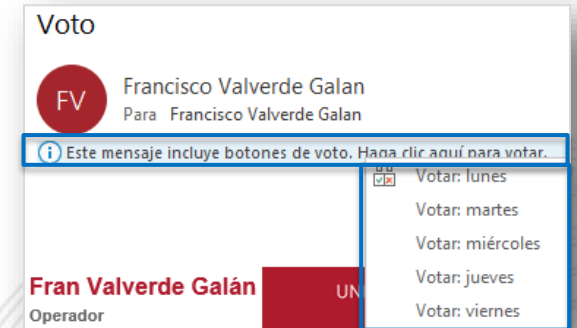 Voto
FV
Francisco Valverde Galan
Para Francisco Valverde Galan
Este mensaje incluye botones de voto. Haga clic aquí para votar.
Votar: lunes
Votar: martes
Votar: miércoles
Votar: jueves
Votar: viernes
Fran Valverde Galán
Operador
UN